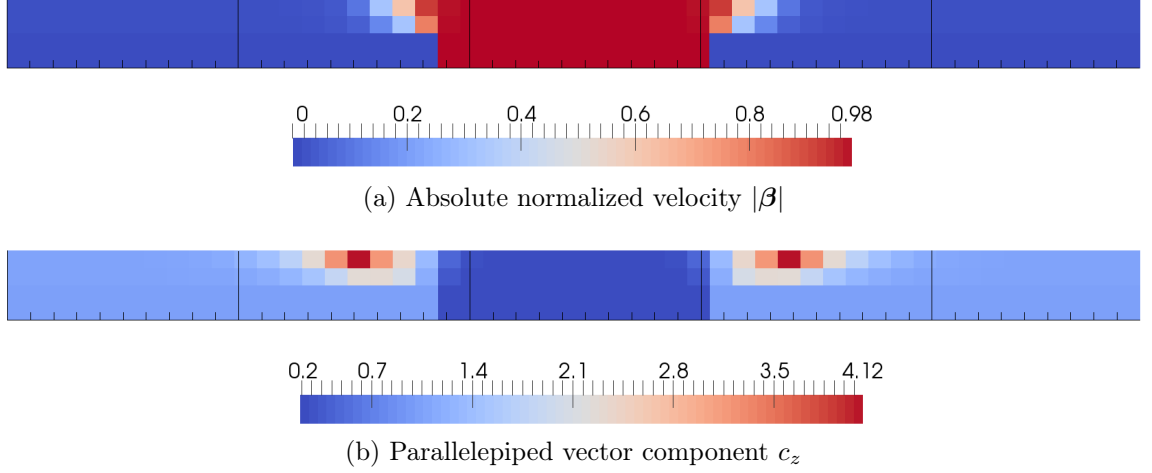 0 0.2 0.4 0.6 0.8 0.98
(a) Absolute normalized velocity |β|
0.2 0.7 1.4 2.1 2.8 3.5 4.12
(b) Parallelepiped vector component c_z